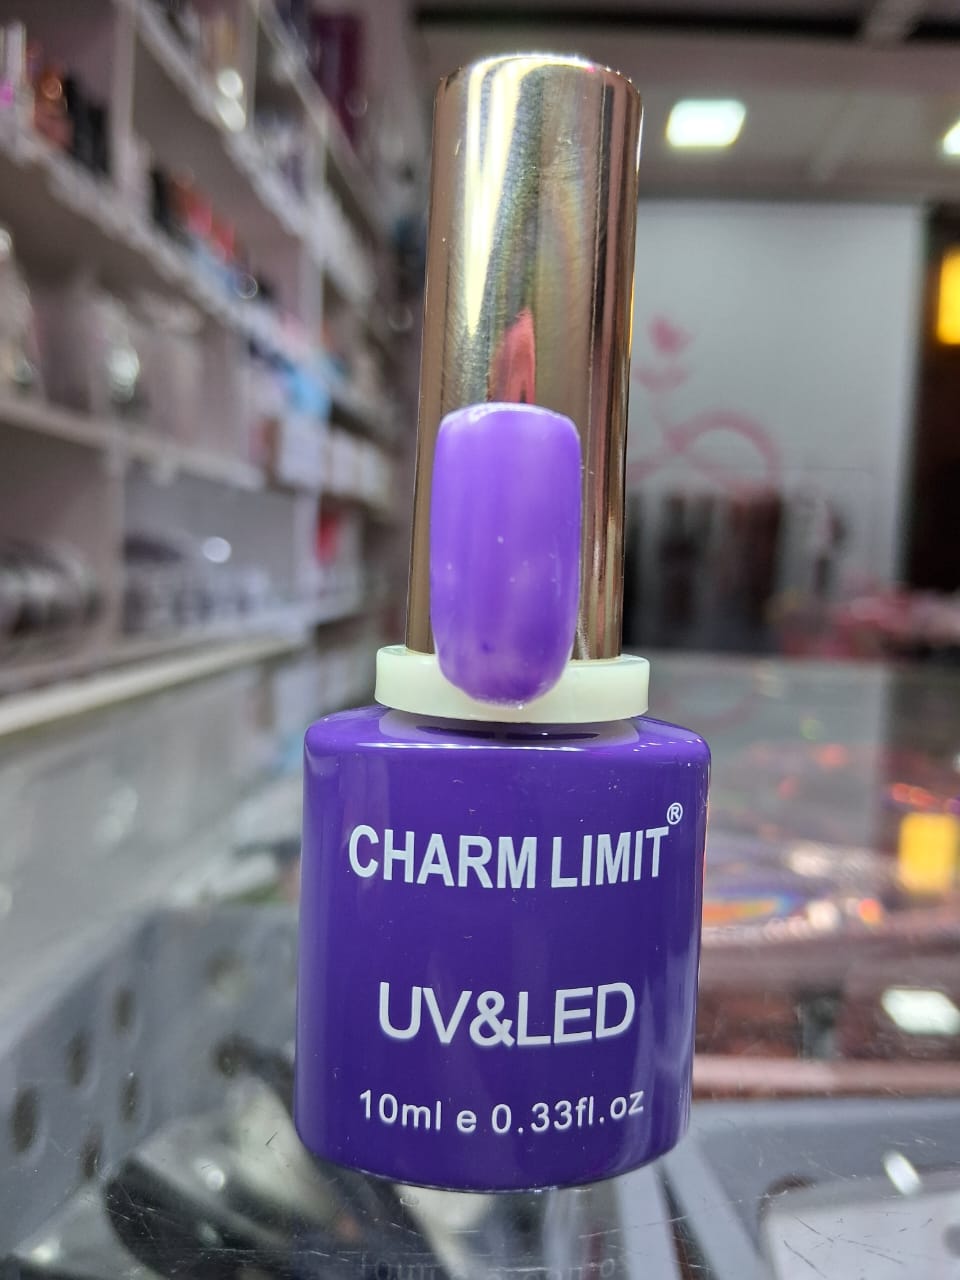 CHARM LIMIT®
UV&LED
10ml e 0.33fl.oz